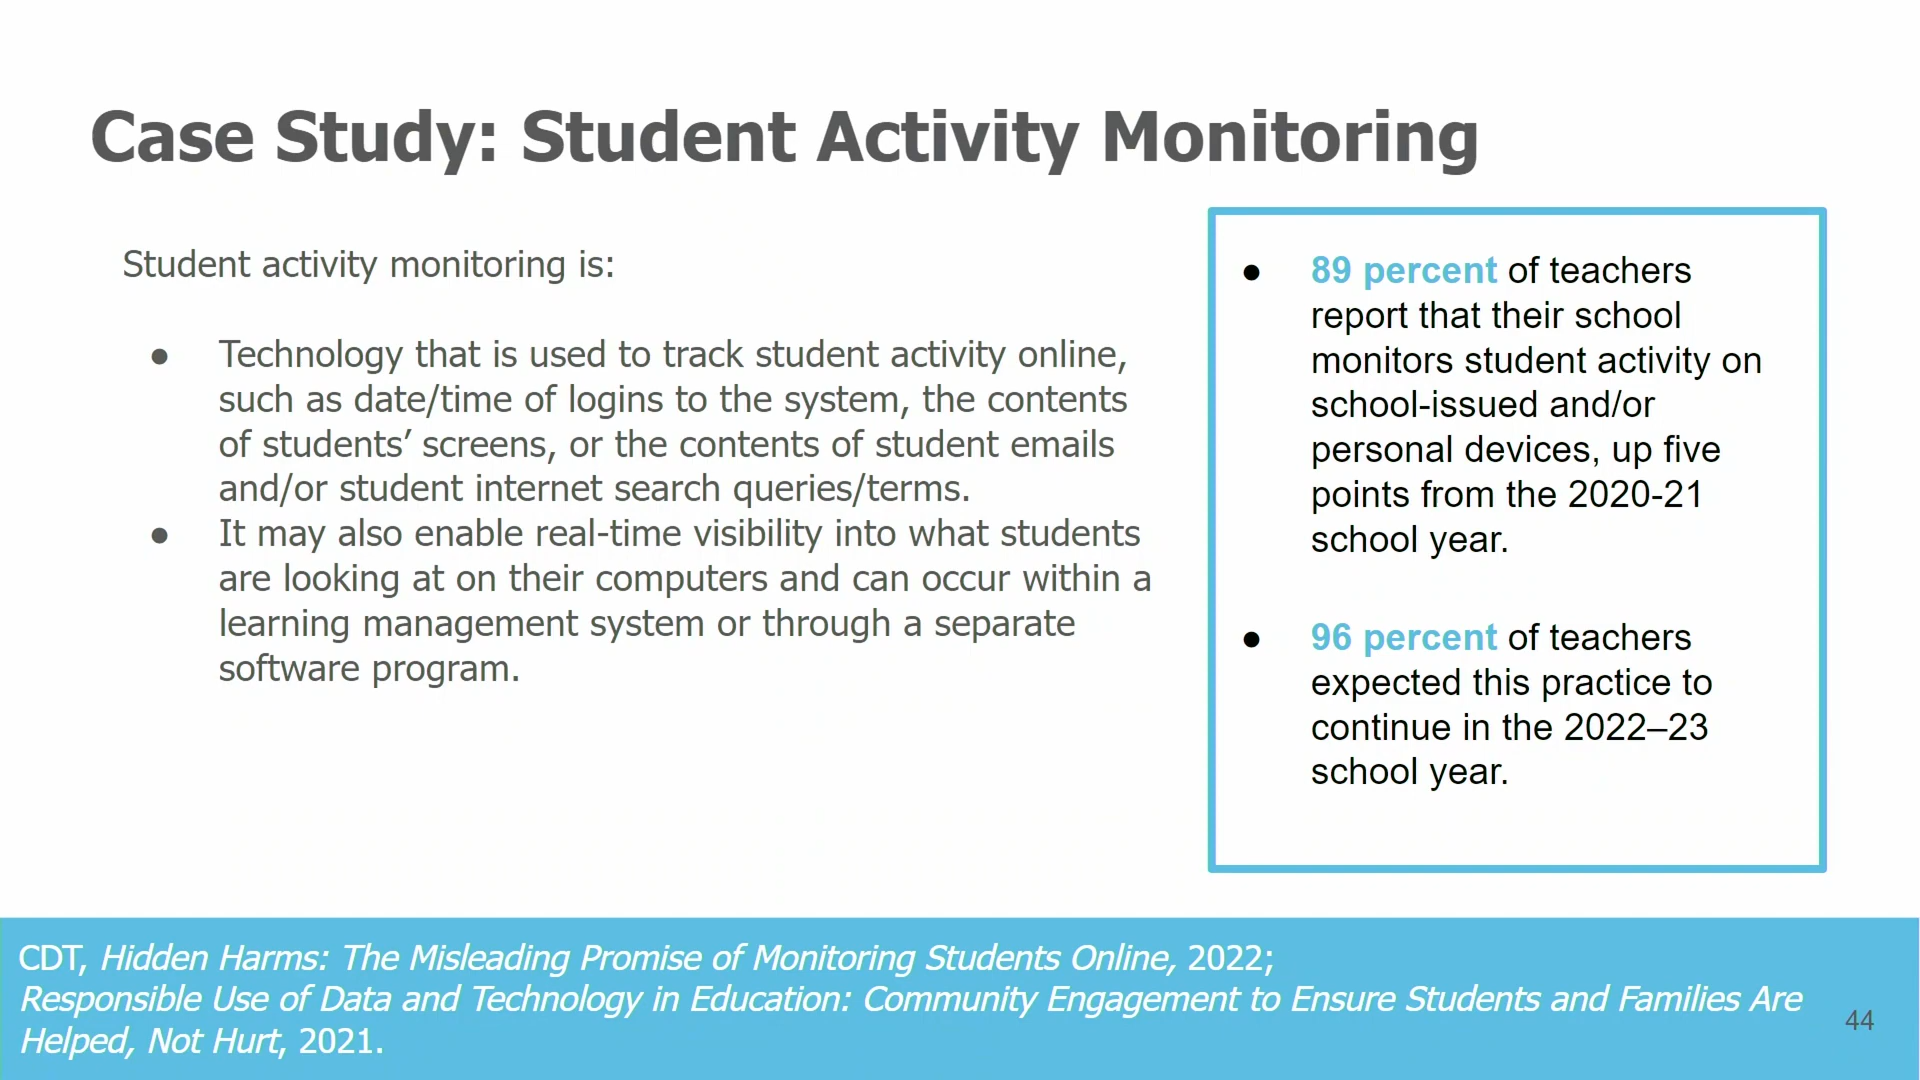 Case Study: Student Activity Monitoring
Student activity monitoring is:
● Technology that is used to track student activity online,
such as date/time of logins to the system, the contents
of students’ screens, or the contents of student emails
and/or student internet search queries/terms.
● It may also enable real-time visibility into what students
are looking at on their computers and can occur within a
learning management system or through a separate
software program.
● 89 percent of teachers
report that their school
monitors student activity on
school-issued and/or
personal devices, up five
points from the 2020-21
school year.
● 96 percent of teachers
expected this practice to
continue in the 2022–23
school year.
CDT, Hidden Harms: The Misleading Promise of Monitoring Students Online, 2022;
Responsible Use of Data and Technology in Education: Community Engagement to Ensure Students and Families Are
Helped, Not Hurt, 2021.
44